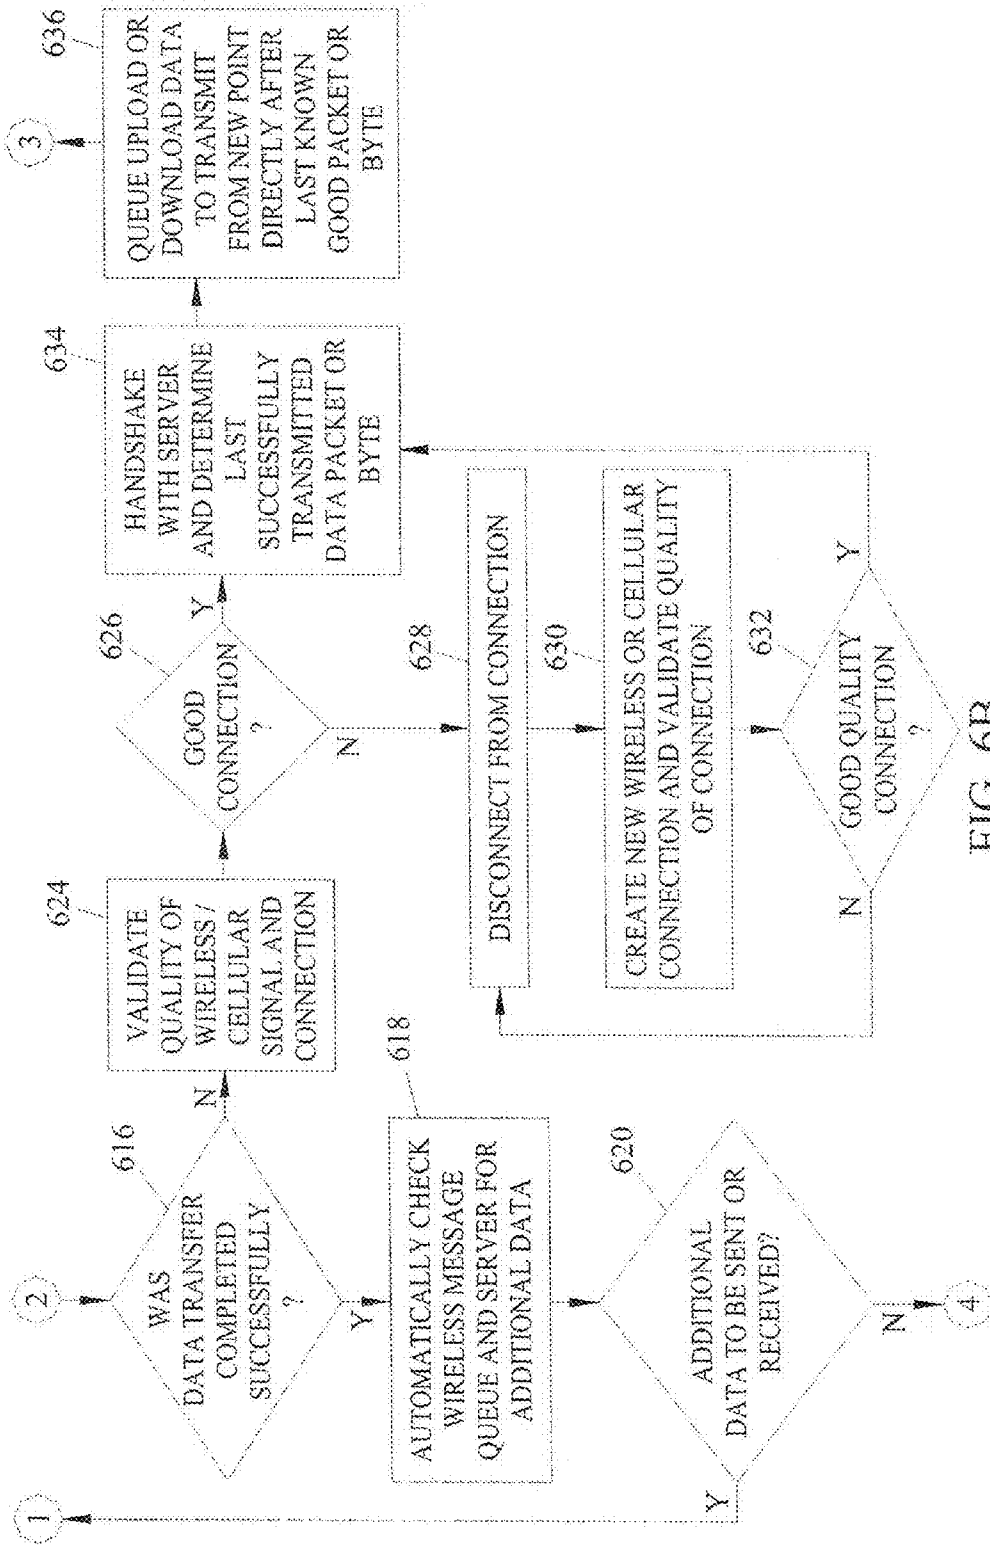 1
2
3
4
616
WAS
DATA TRANSFER
COMPLETED
SUCCESSFULLY
?
N
Y
624
VALIDATE
QUALITY OF
WIRELESS /
CELLULAR
SIGNAL AND
CONNECTION
626
GOOD
CONNECTION
?
Y
N
634
HANDSHAKE
WITH SERVER
AND DETERMINE
LAST
SUCCESSFULLY
TRANSMITTED
DATA PACKET OR
BYTE
636
QUEUE UPLOAD OR
DOWNLOAD DATA
TO TRANSMIT
FROM NEW POINT
DIRECTLY AFTER
LAST KNOWN
GOOD PACKET OR
BYTE
618
AUTOMATICALLY CHECK
WIRELESS MESSAGE
QUEUE AND SERVER FOR
ADDITIONAL DATA
620
ADDITIONAL
DATA TO BE SENT OR
RECEIVED?
Y
N
628
DISCONNECT FROM CONNECTION
630
CREATE NEW WIRELESS OR CELLULAR
CONNECTION AND VALIDATE QUALITY
OF CONNECTION
632
GOOD QUALITY
CONNECTION
?
N
Y
FIG. 6B